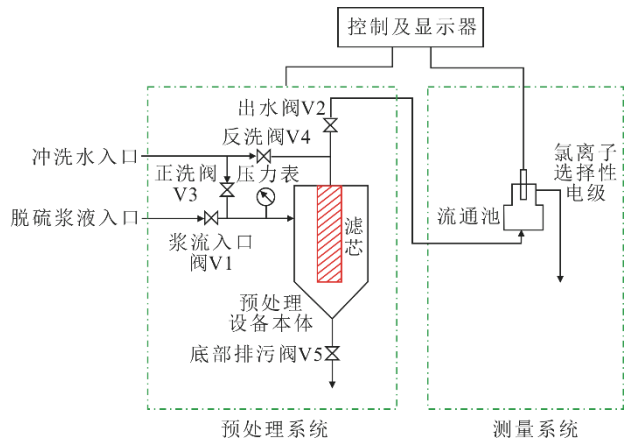 控制及显示器
出水阀V2
反洗阀V4
冲洗水入口
正洗阀
V3
压力表
脱硫浆液入口
浆流入口
阀V1
滤芯
预处理
设备本体
底部排污阀V5
预处理系统
氯离子
选择性
电级
流通池
测量系统